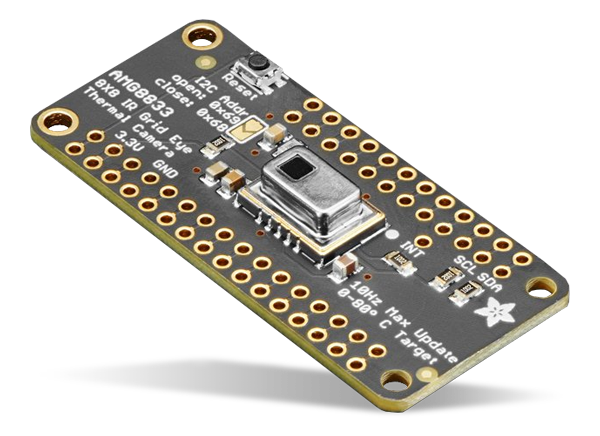 AMG8833
8X8 IR Grid Eye
Thermal Camera
3.3V GND
I2C Addr
open: 0x69
close: 0x68
Reset
INT
SCL SDA
10Hz Max Update
0-80° C Target